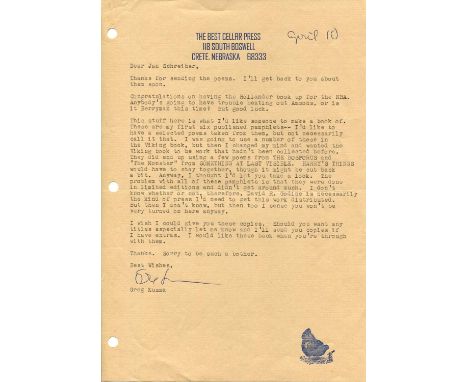 THE BEST CELLAR PRESS
118 SOUTH BOSWELL
CRETE, NEBRASKA 68333
April 10
Dear Jan Schreiber,
Thanks for sending the poems. I'll get back to you about
them soon.
Congratulations on having the Hollander book up for the NBA.
Anybody's going to have trouble beating out Ammons, or is
it Berryman this time? But good luck.
This stuff here is what I'd like someone to make a book of.
These are my first six published pamphlets-- I'd like to
have a selected poems taken from them, but not necessarily
call it that. I was going to use a number of these in
the Viking book, but then I changed my mind and wanted the
Viking book to be work that hadn't been collected before.
They did end up using a few poems from THE BOSPORUS and
"The Monster" from SOMETHING AT LAST VISIBLE. HARRY'S THINGS
would have to stay together, though it might be cut back
a bit. Anyway, I thought I'd let you take a look. The
problem with all of these pamphlets is that they were done
in limited editions and didn't get around much. I don't
know whether or not, therefore, David R. Godine is necessarily
the kind of press I'd need to get this work distributed.
But then I don't know, but then too I sense you won't be
very turned on here anyway.
I wish I could give you these copies. Should you want any
titles especially let me know and I'll send you copies if
I have extras. I would like these back when you're through
with them.
Thanks. Sorry to be such a bother.
Best Wishes,
Greg Kuzma